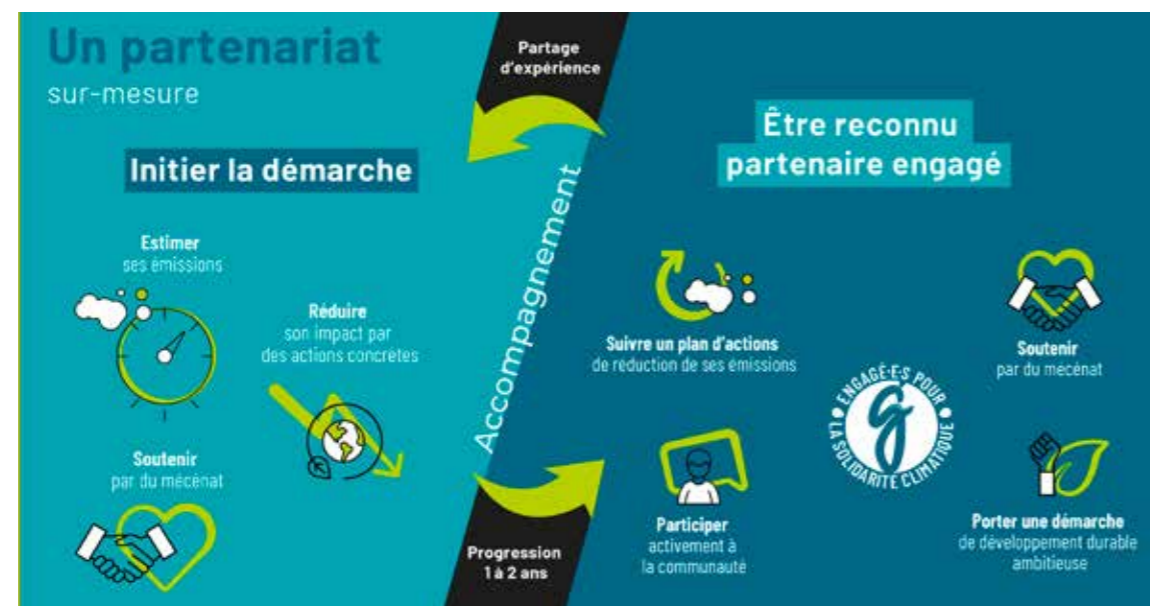 Un partenariat
sur-mesure
Initier la démarche
Estimer
ses émissions
Réduire
son impact par
des actions concrètes
Soutenir
par du mécénat
Partage
d'expérience
Accompagnement
Progression
1 à 2 ans
Être reconnu
partenaire engagé
Suivre un plan d'actions
de réduction de ses émissions
Soutenir
par du mécénat
ENGAGÉ·E·S POUR
LA SOLIDARITÉ CLIMATIQUE
g
Participer
activement à
la communauté
Porter une démarche
de développement durable
ambitieuse